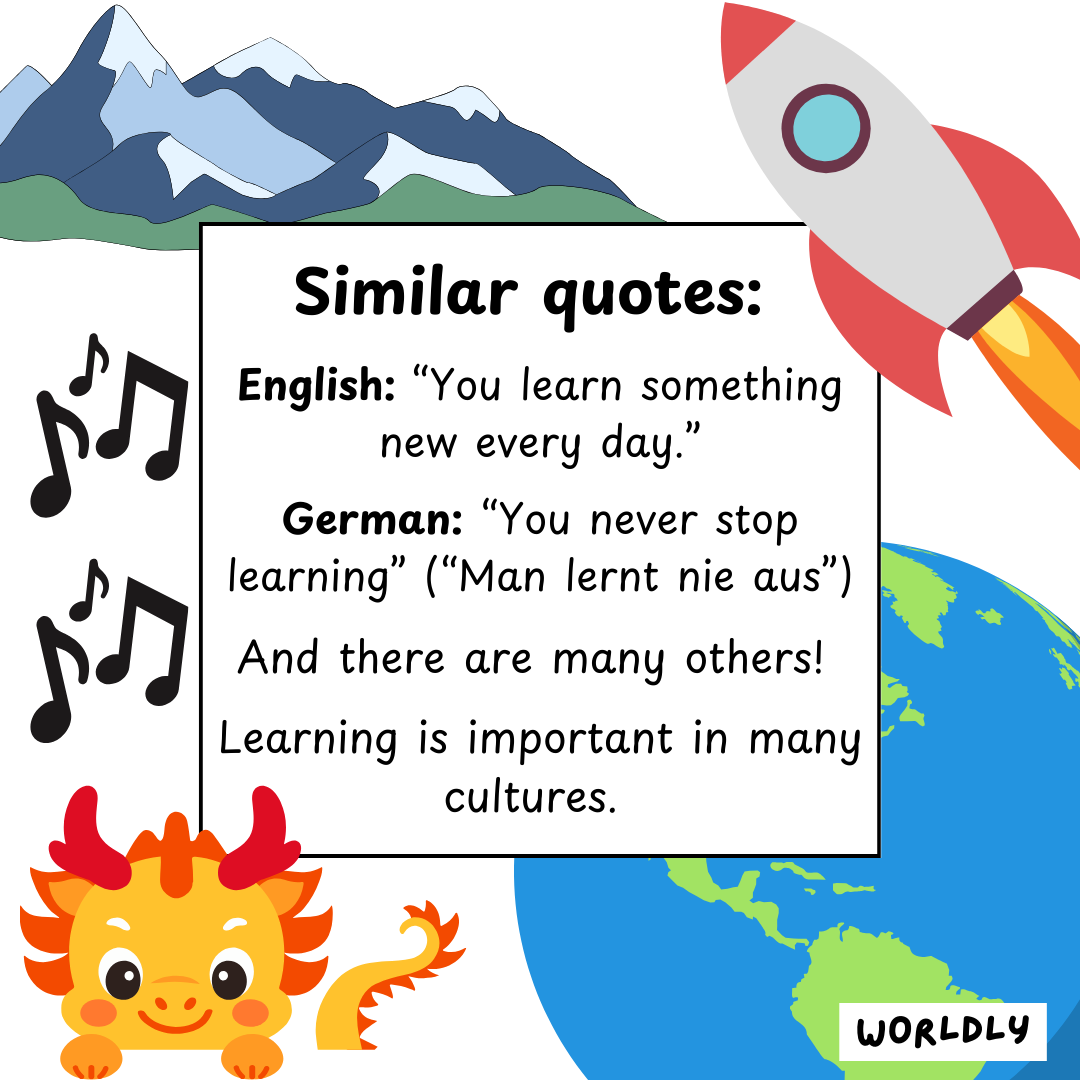 Similar quotes:
English: “You learn something
new every day.”
German: “You never stop
learning” (“Man lernt nie aus”)
And there are many others!
Learning is important in many
cultures.
WORLDLY